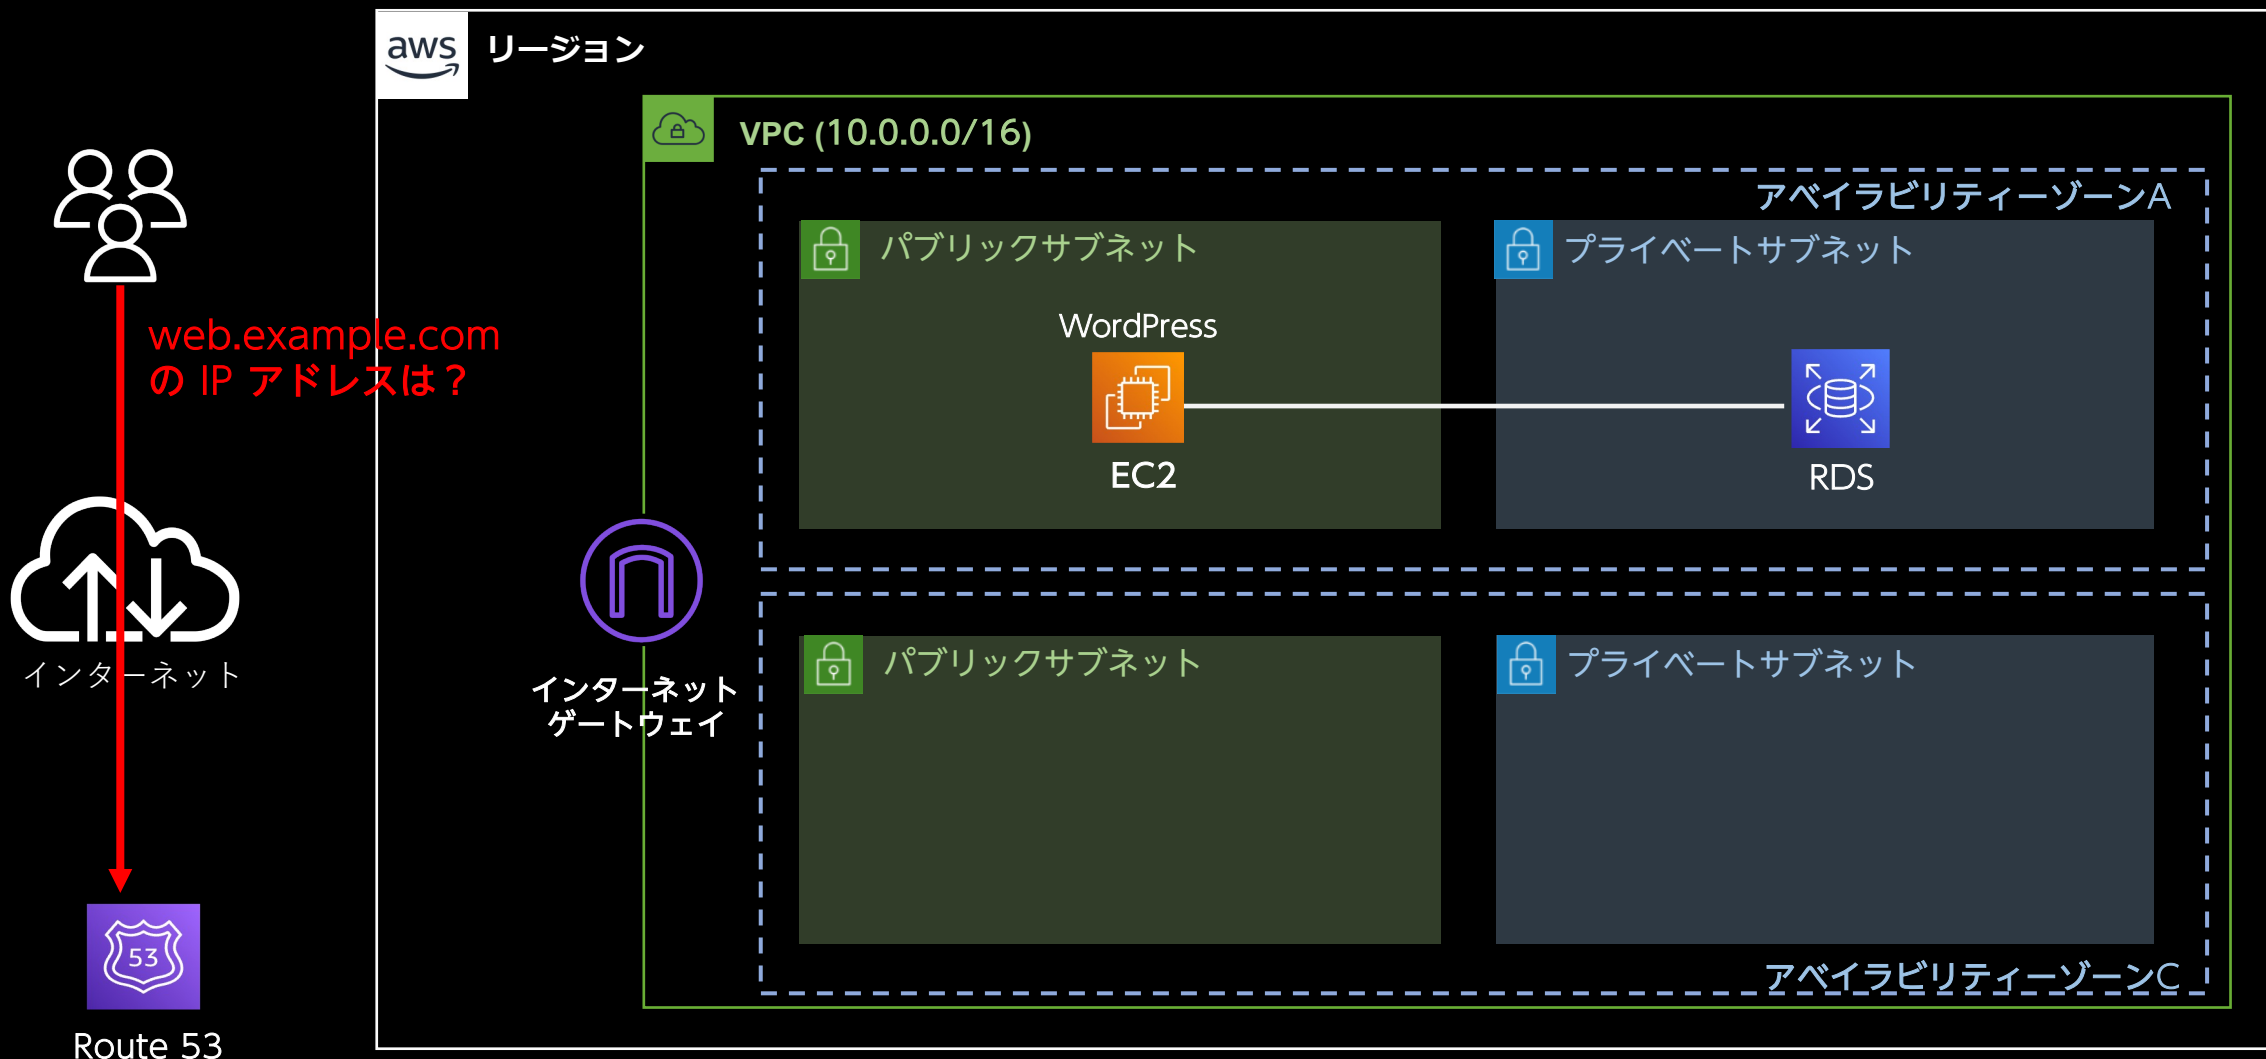 aws
リージョン
VPC (10.0.0.0/16)
アベイラビリティーゾーンA
パブリックサブネット
プライベートサブネット
web.example.com
の IP アドレスは？
WordPress
EC2
RDS
インターネット
インターネット
ゲートウェイ
パブリックサブネット
プライベートサブネット
アベイラビリティーゾーンC
53
Route 53